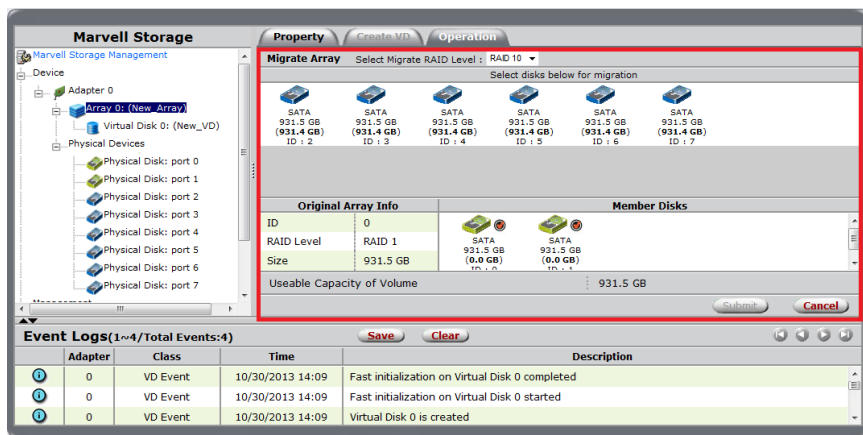 Marvell Storage
Marvell Storage Management
Device
Adapter 0
Array 0: (New_Array)
Virtual Disk 0: (New_VD)
Physical Devices
Physical Disk: port 0
Physical Disk: port 1
Physical Disk: port 2
Physical Disk: port 3
Physical Disk: port 4
Physical Disk: port 5
Physical Disk: port 6
Physical Disk: port 7
Property Create VD Operation
Migrate Array Select Migrate RAID Level : RAID 10
Select disks below for migration
SATA SATA SATA SATA SATA SATA
931.5 GB 931.5 GB 931.5 GB 931.5 GB 931.5 GB 931.5 GB
(931.4 GB) (931.4 GB) (931.4 GB) (931.4 GB) (931.4 GB) (931.4 GB)
ID : 2 ID : 3 ID : 4 ID : 5 ID : 6 ID : 7
Original Array Info Member Disks
ID 0
RAID Level RAID 1
Size 931.5 GB
SATA SATA
931.5 GB 931.5 GB
(0.0 GB) (0.0 GB)
ID : 0 ID : 1
Useable Capacity of Volume 931.5 GB
Submit Cancel
Event Logs(1~4/Total Events:4) Save Clear
Adapter Class Time Description
0 VD Event 10/30/2013 14:09 Fast initialization on Virtual Disk 0 completed
0 VD Event 10/30/2013 14:09 Fast initialization on Virtual Disk 0 started
0 VD Event 10/30/2013 14:09 Virtual Disk 0 is created